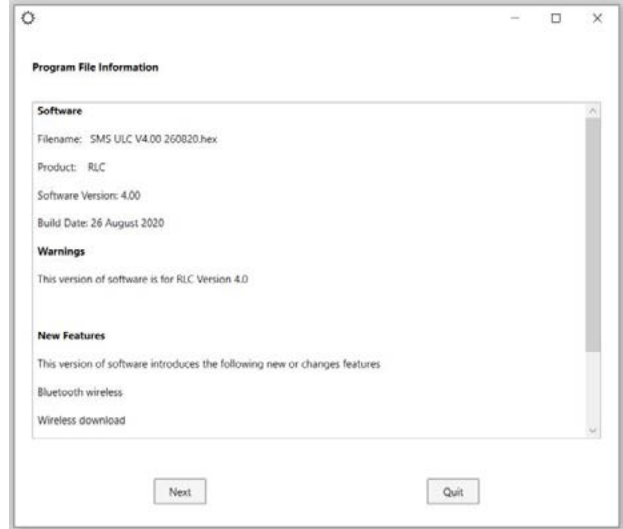 Program File Information
Software
Filename: SMS ULC V4.00 260820.hex
Product: RLC
Software Version: 4.00
Build Date: 26 August 2020
Warnings
This version of software is for RLC Version 4.0
New Features
This version of software introduces the following new or changes features
Bluetooth wireless
Wireless download
Next
Quit